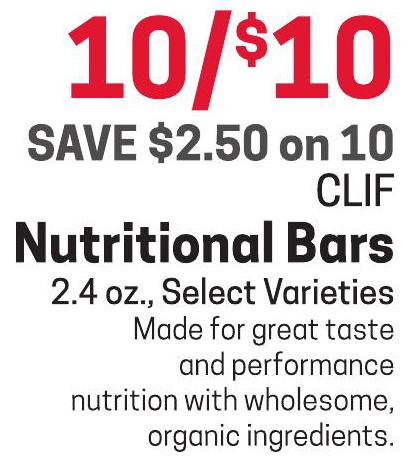 10/$10
SAVE $2.50 on 10
CLIF
Nutritional Bars
2.4 oz., Select Varieties
Made for great taste
and performance
nutrition with wholesome,
organic ingredients.